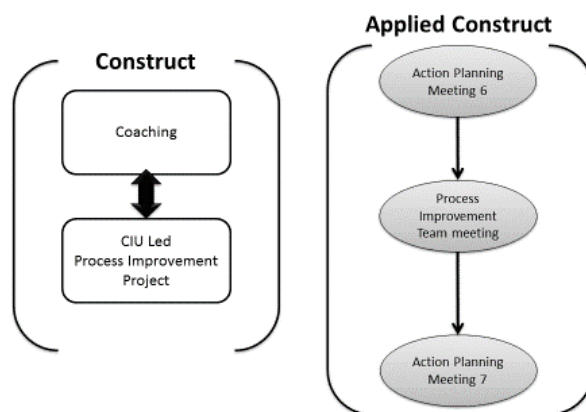 Construct
Coaching
CIU Led
Process Improvement
Project
Applied Construct
Action Planning
Meeting 6
Process
Improvement
Team meeting
Action Planning
Meeting 7